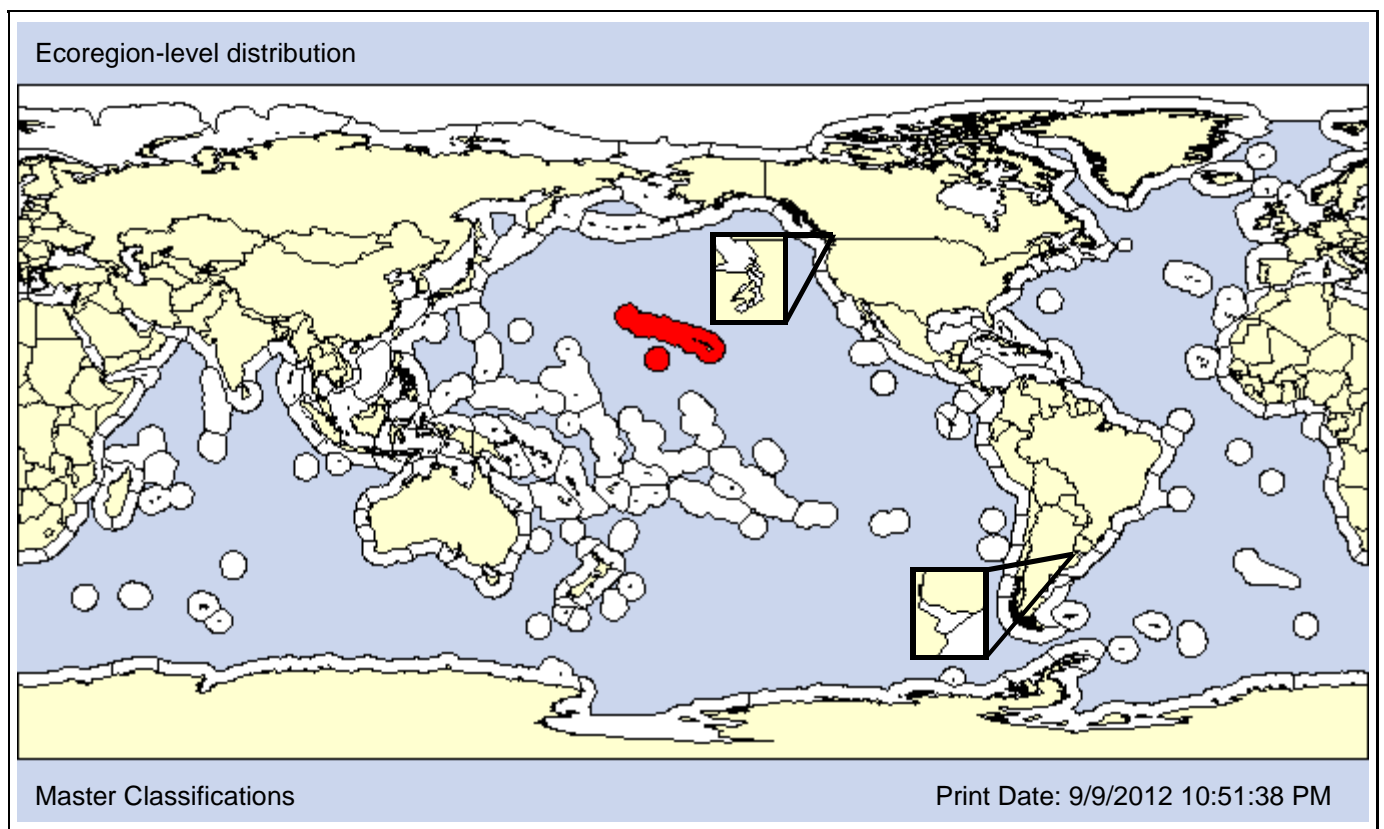 Ecoregion-level distribution
Master Classifications
Print Date: 9/9/2012 10:51:38 PM